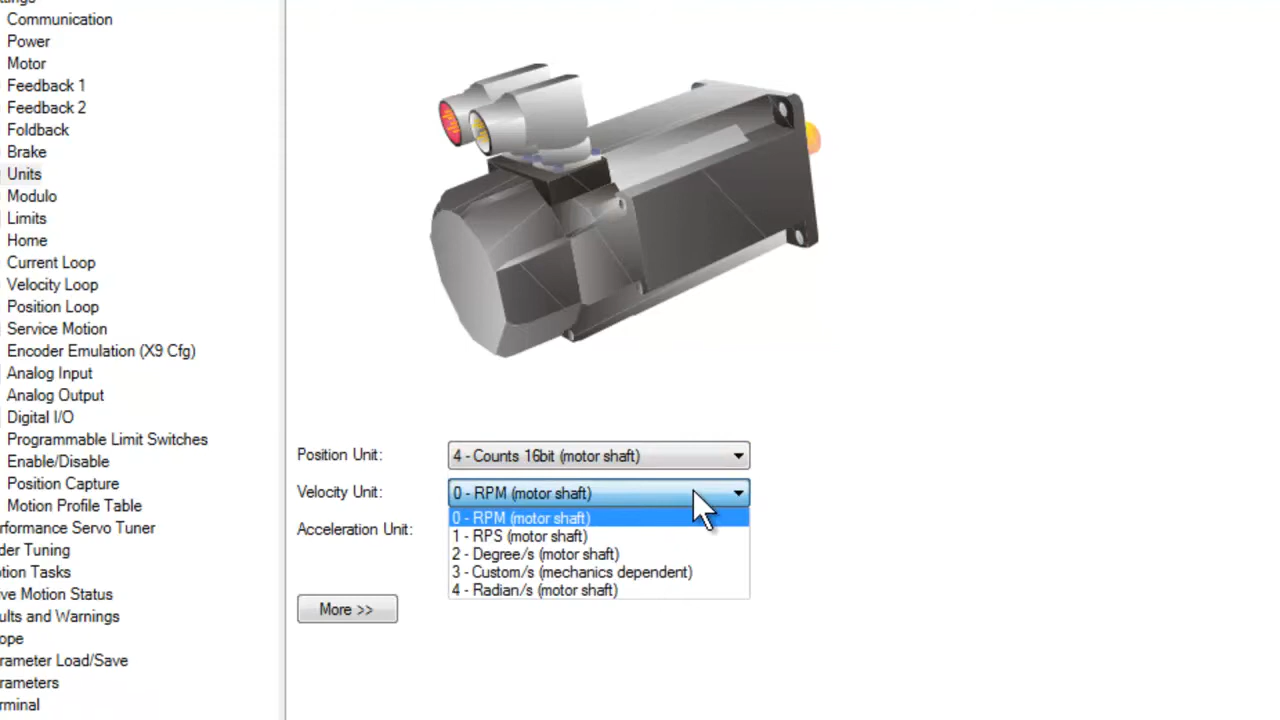 Communication
Power
Motor
Feedback 1
Feedback 2
Foldback
Brake
Units
Modulo
Limits
Home
Current Loop
Velocity Loop
Position Loop
Service Motion
Encoder Emulation (X9 Cfg)
Analog Input
Analog Output
Digital I/O
Programmable Limit Switches
Enable/Disable
Position Capture
Motion Profile Table
rformance Servo Tuner
der Tuning
otion Tasks
ve Motion Status
ults and Warnings
ope
rameter Load/Save
rameters
rminal
Position Unit: 4 - Counts 16bit (motor shaft)
Velocity Unit: 0 - RPM (motor shaft)
0 - RPM (motor shaft)
1 - RPS (motor shaft)
Acceleration Unit:
2 - Degree/s (motor shaft)
3 - Custom/s (mechanics dependent)
4 - Radian/s (motor shaft)
More >>